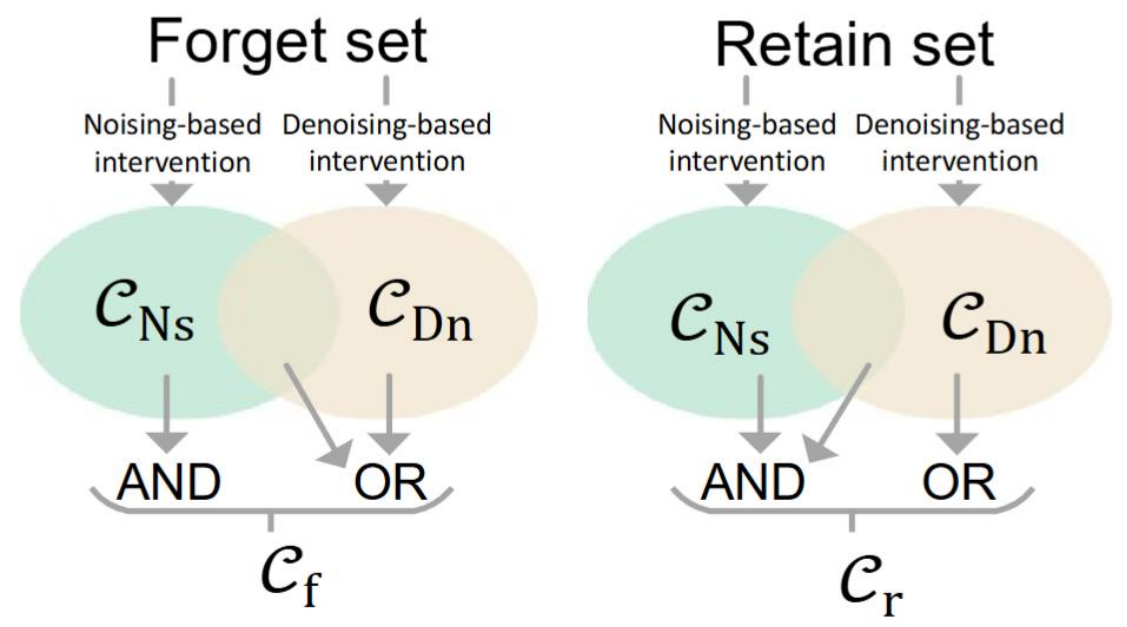 Forget set
Noising-based intervention
Denoising-based intervention
𝒞Ns
𝒞Dn
AND
OR
𝒞f
Retain set
Noising-based intervention
Denoising-based intervention
𝒞Ns
𝒞Dn
AND
OR
𝒞r